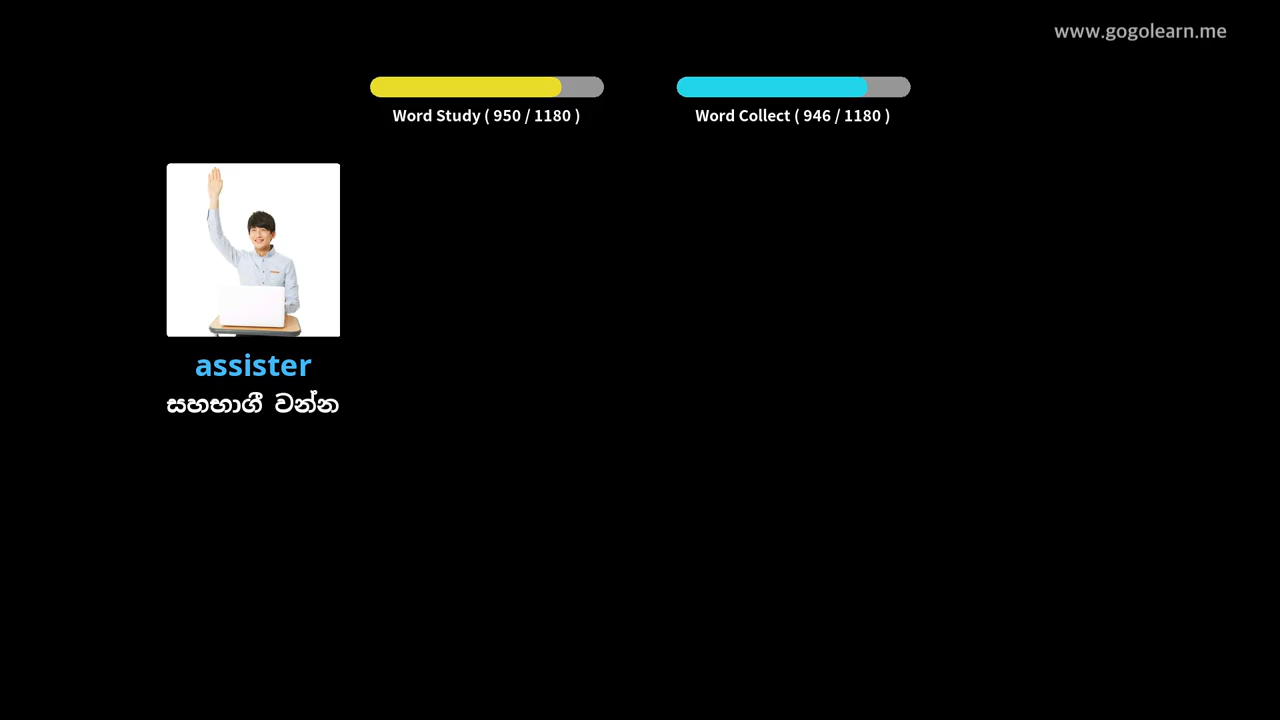 www.gogolearn.me
Word Study ( 950 / 1180 )
Word Collect ( 946 / 1180 )
assister
සහභාගී වන්න